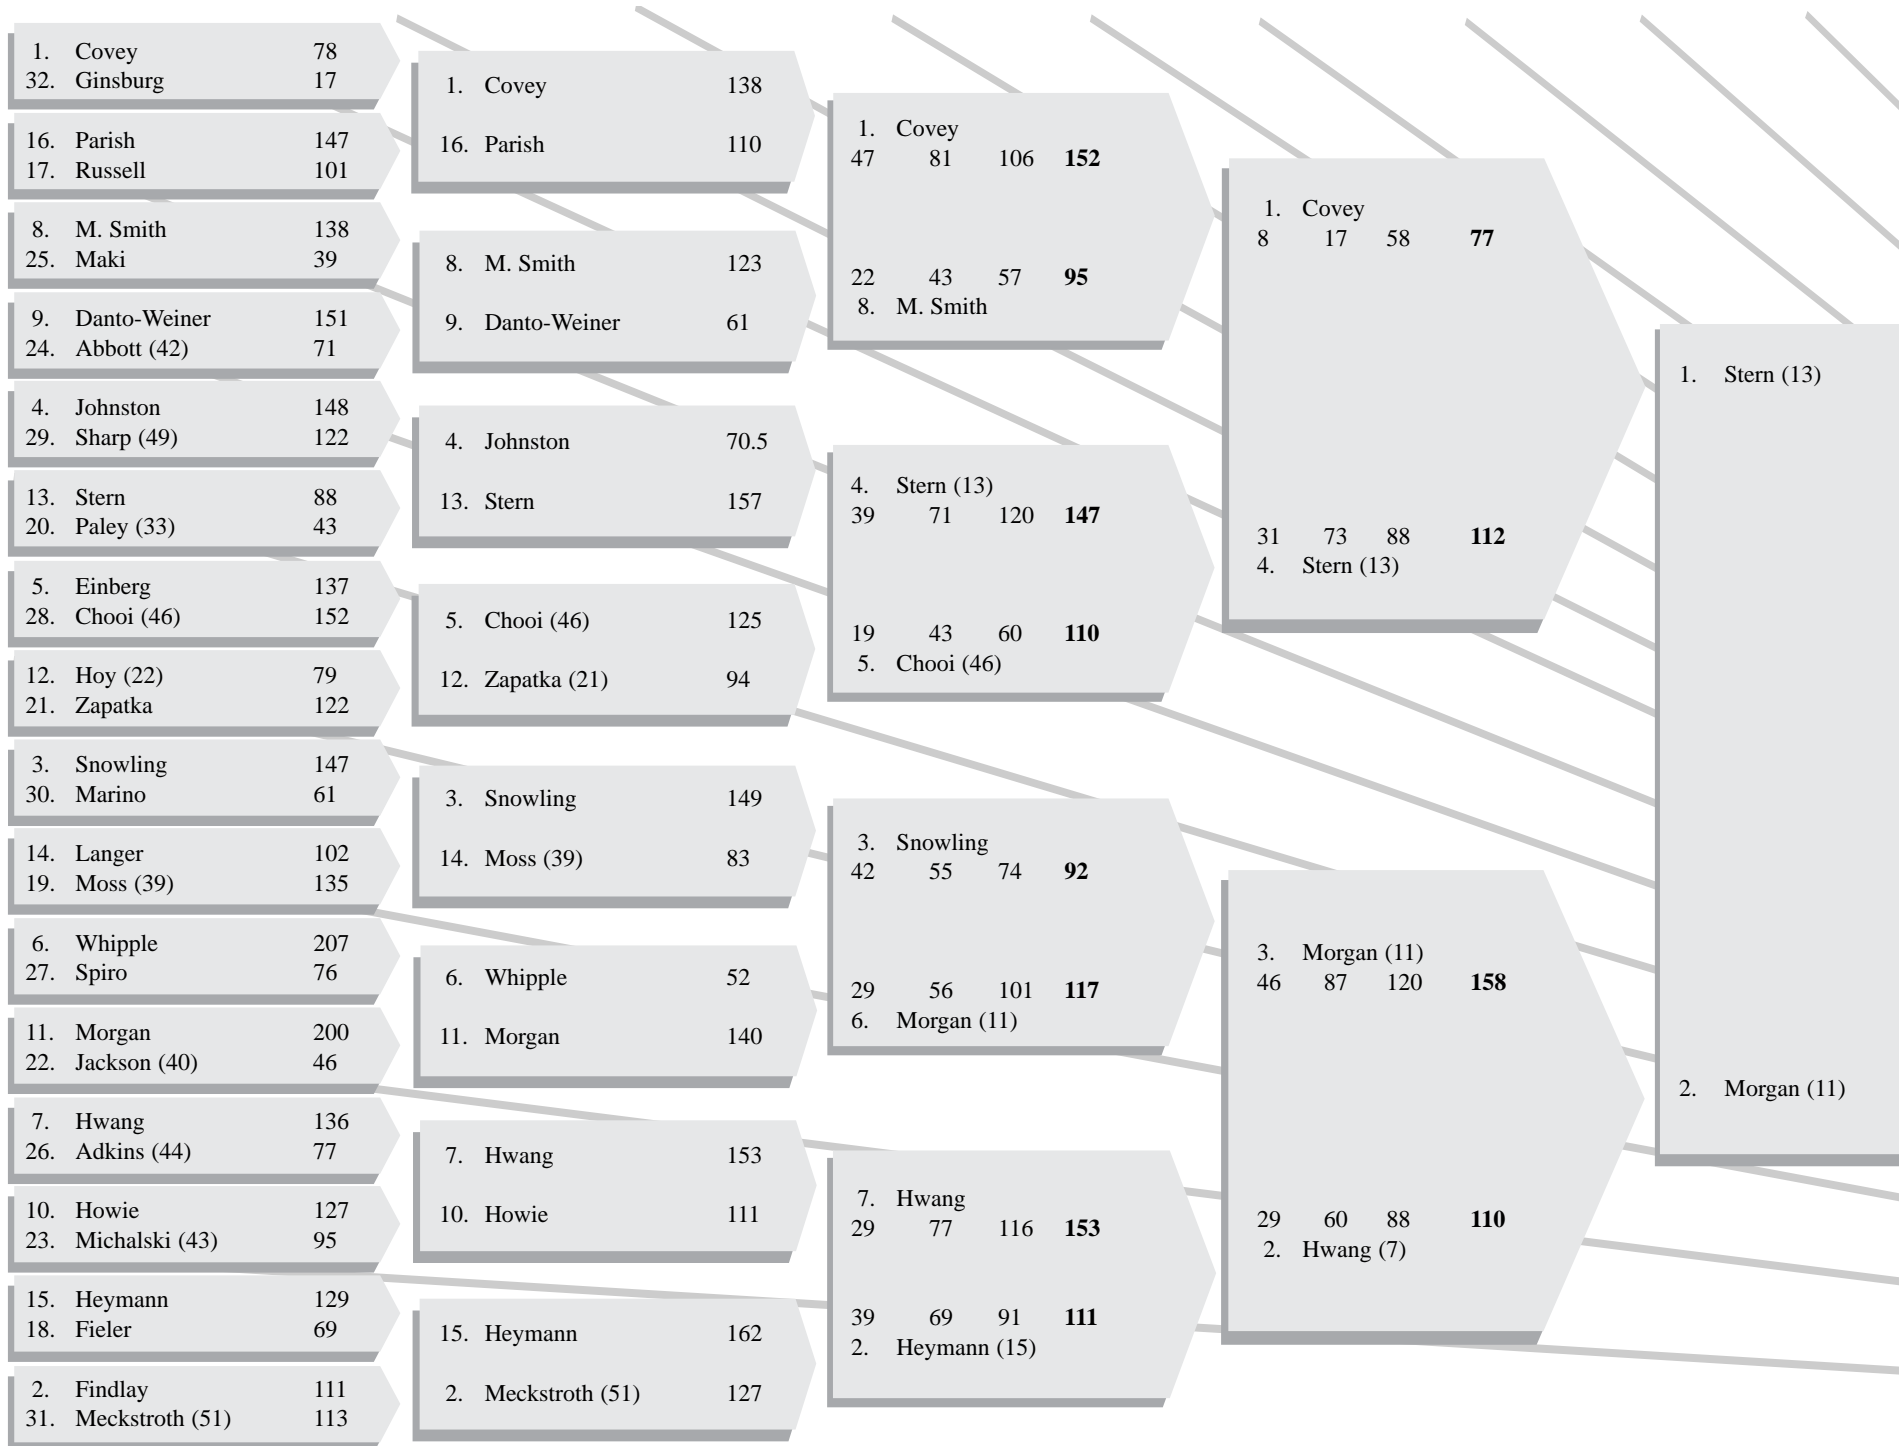 1. Covey 78
32. Ginsburg 17
16. Parish 147
17. Russell 101
8. M. Smith 138
25. Maki 39
9. Danto-Weiner 151
24. Abbott (42) 71
4. Johnston 148
29. Sharp (49) 122
13. Stern 88
20. Paley (33) 43
5. Einberg 137
28. Chooi (46) 152
12. Hoy (22) 79
21. Zapatka 122
3. Snowling 147
30. Marino 61
14. Langer 102
19. Moss (39) 135
6. Whipple 207
27. Spiro 76
11. Morgan 200
22. Jackson (40) 46
7. Hwang 136
26. Adkins (44) 77
10. Howie 127
23. Michalski (43) 95
15. Heymann 129
18. Fieler 69
2. Findlay 111
31. Meckstroth (51) 113
1. Covey 138
16. Parish 110
8. M. Smith 123
9. Danto-Weiner 61
4. Johnston 70.5
13. Stern 157
5. Chooi (46) 125
12. Zapatka (21) 94
3. Snowling 149
14. Moss (39) 83
6. Whipple 52
11. Morgan 140
7. Hwang 153
10. Howie 111
15. Heymann 162
2. Meckstroth (51) 127
1. Covey
47 81 106 152
22 43 57 95
8. M. Smith
4. Stern (13)
39 71 120 147
19 43 60 110
5. Chooi (46)
3. Snowling
42 55 74 92
29 56 101 117
6. Morgan (11)
7. Hwang
29 77 116 153
39 69 91 111
2. Heymann (15)
1. Covey
8 17 58 77
31 73 88 112
4. Stern (13)
3. Morgan (11)
46 87 120 158
29 60 88 110
2. Hwang (7)
1. Stern (13)
2. Morgan (11)